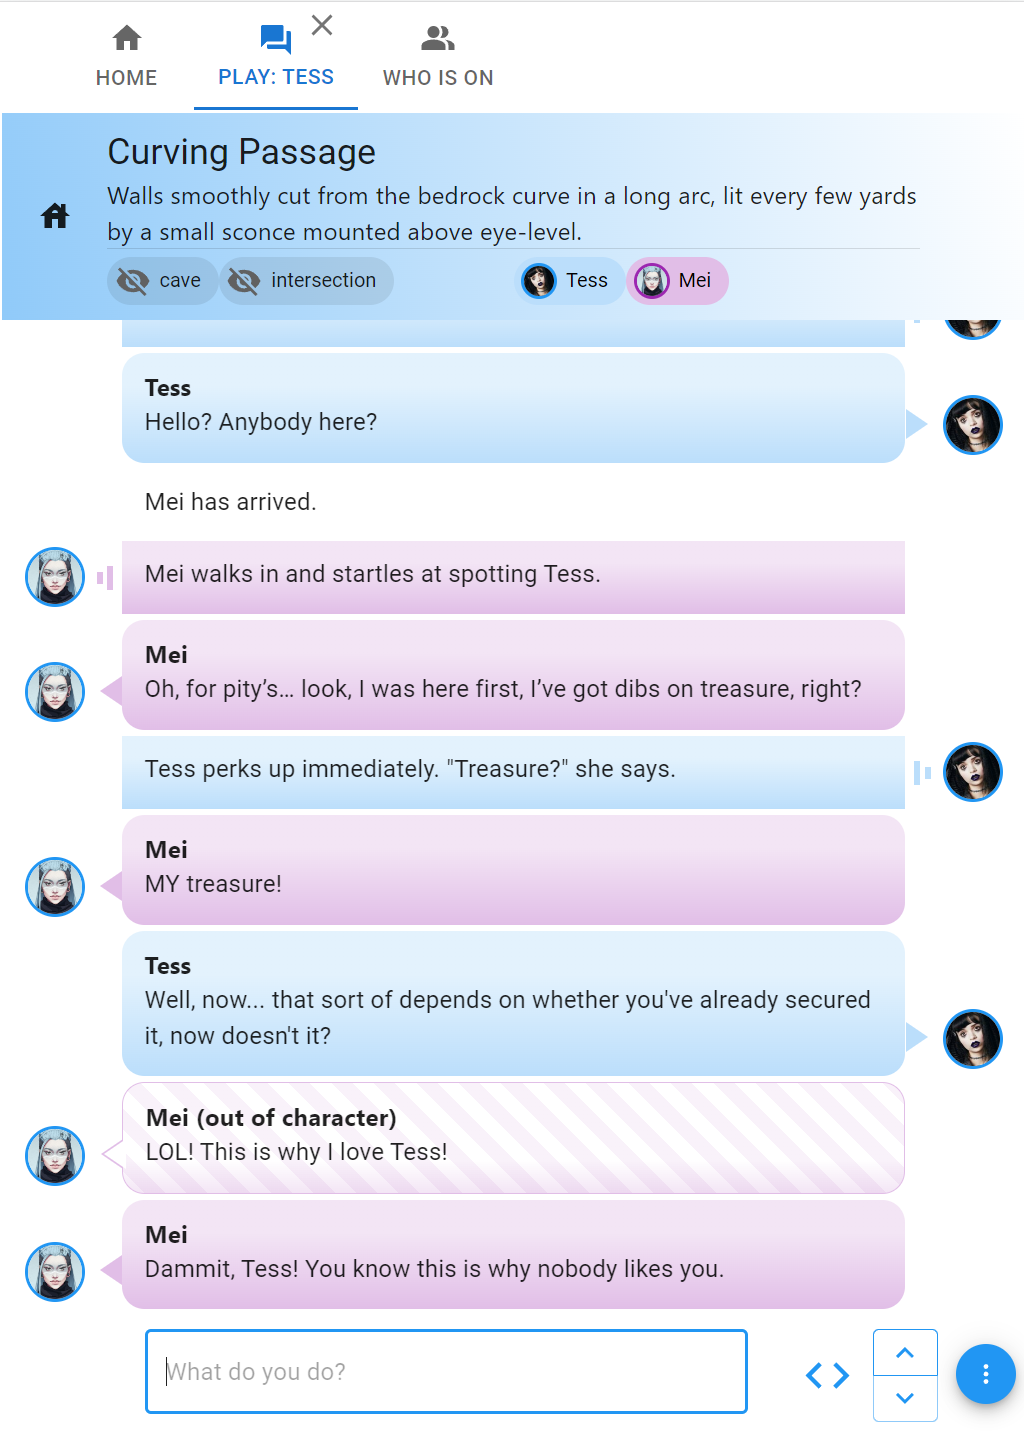 HOME
PLAY: TESS
WHO IS ON
Curving Passage
Walls smoothly cut from the bedrock curve in a long arc, lit every few yards
by a small sconce mounted above eye-level.
cave
intersection
Tess
Mei
Tess
Hello? Anybody here?
Mei has arrived.
Mei walks in and startles at spotting Tess.
Mei
Oh, for pity’s... look, I was here first, I’ve got dibs on treasure, right?
Tess perks up immediately. "Treasure?" she says.
Mei
MY treasure!
Tess
Well, now... that sort of depends on whether you've already secured
it, now doesn't it?
Mei (out of character)
LOL! This is why I love Tess!
Mei
Dammit, Tess! You know this is why nobody likes you.
What do you do?